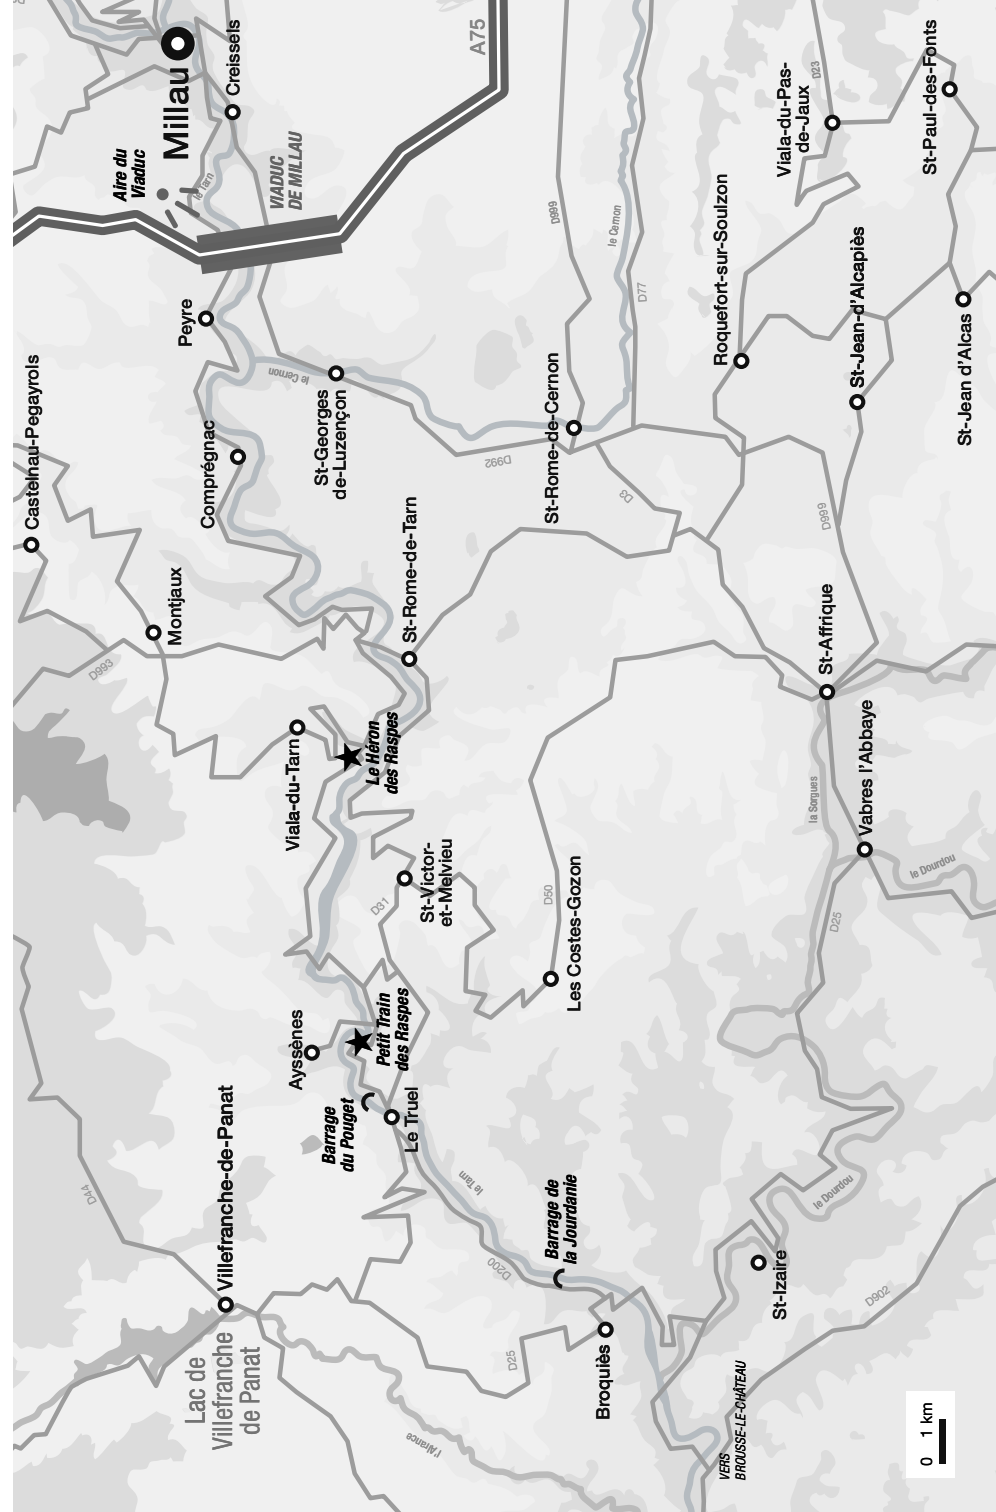 Millau
Creissels
A75
Aire du
Viaduc
le Tarn
VIADUC
DE MILLAU
Viala-du-Pas-
de-Jaux
D23
St-Paul-des-Fonts
D999
le Cernon
D77
Roquefort-sur-Soulzon
St-Jean-d'Alcapiès
St-Jean d'Alcas
Peyre
Castelnau-Pegayrols
le Cernon
St-Georges
de-Luzençon
Comprégnac
D992
St-Rome-de-Cernon
D3
D999
Montjaux
D993
St-Rome-de-Tarn
St-Affrique
Viala-du-Tarn
Le Héron
des Raspes
Vabres l'Abbaye
la Sorgues
le Dourdou
D31
St-Victor-
et-Melvieu
D50
Les Costes-Gozon
D25
Ayssènes
Petit Train
des Raspes
Barrage
du Pouget
Le Truel
Villefranche-de-Panat
D44
le Tarn
Barrage de
la Jourdanie
D200
le Dourdou
St-Izaire
D902
Lac de
Villefranche
de Panat
D25
Broquiès
l'Alrance
VERS
BROUSSE-LE-CHÂTEAU
0 1 km